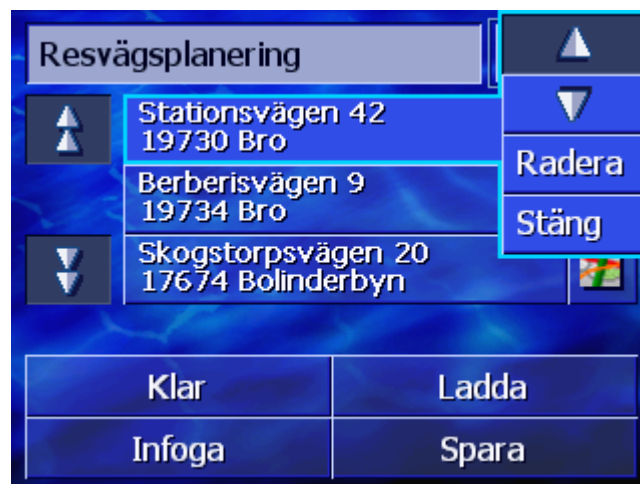 Resvägsplanering
Stationsvägen 42
19730 Bro
Berberisvägen 9
19734 Bro
Skogstorpsvägen 20
17674 Bolinderbyn
Radera
Stäng
Klar
Ladda
Infoga
Spara